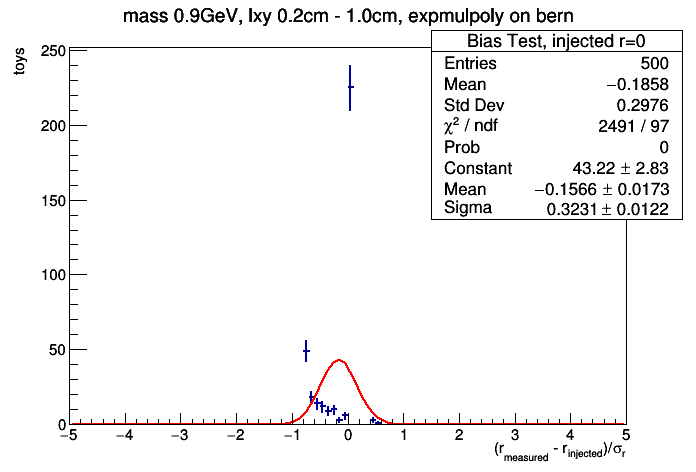 mass 0.9GeV, lxy 0.2cm - 1.0cm, expmulpoly on bern
Bias Test, injected r=0
Entries 500
Mean −0.1858
Std Dev 0.2976
χ² / ndf 2491 / 97
Prob 0
Constant 43.22 ± 2.83
Mean −0.1566 ± 0.0173
Sigma 0.3231 ± 0.0122
toys
250
200
150
100
50
0
−5 −4 −3 −2 −1 0 1 2 3 4 5
(r_measured - r_injected)/σ_r